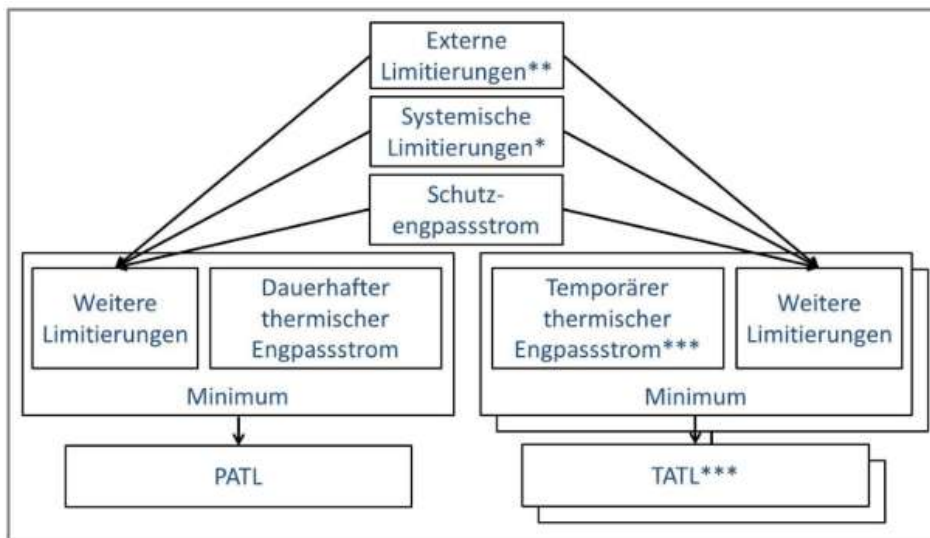 Externe
Limitierungen**
Systemische
Limitierungen*
Schutz-
engpassstrom
Weitere
Limitierungen
Dauerhafter
thermischer
Engpassstrom
Minimum
PATL
Temporärer
thermischer
Engpassstrom***
Weitere
Limitierungen
Minimum
TATL***